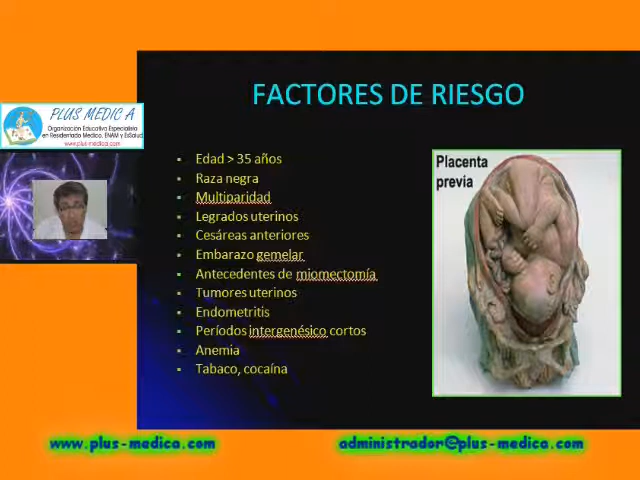 FACTORES DE RIESGO
PLUS MEDIC A
Organización Educativa Especialista
en Residentado Medico, ENAM y EsSalud
www.plus-medica.com
Edad > 35 años
Raza negra
Multiparidad
Legrados uterinos
Cesáreas anteriores
Embarazo gemelar
Antecedentes de miomectomía
Tumores uterinos
Endometritis
Períodos intergenésico cortos
Anemia
Tabaco, cocaína
Placenta
previa
www.plus-medica.com
administrador@plus-medica.com